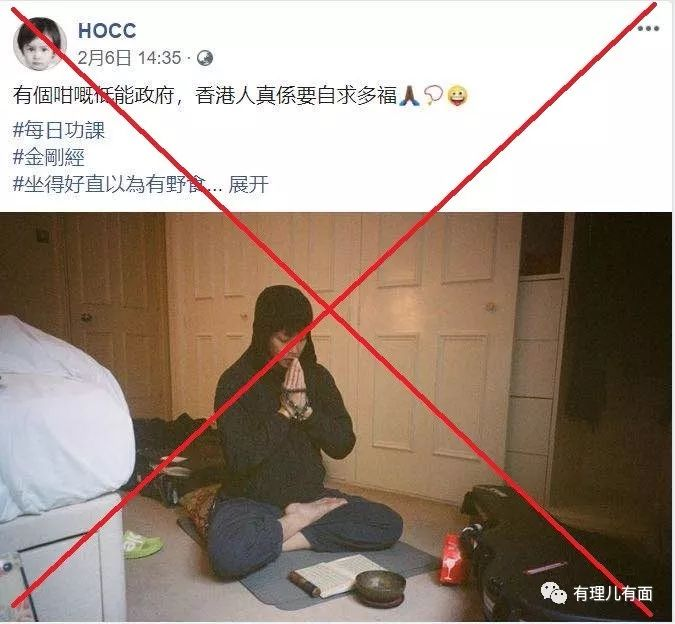 HOCC
2月6日 14:35
有個咁嘅低能政府，香港人真係要自求多福🙏📿😜
#每日功課
#金剛經
#坐得好直以為有野食... 展开
有理儿有面